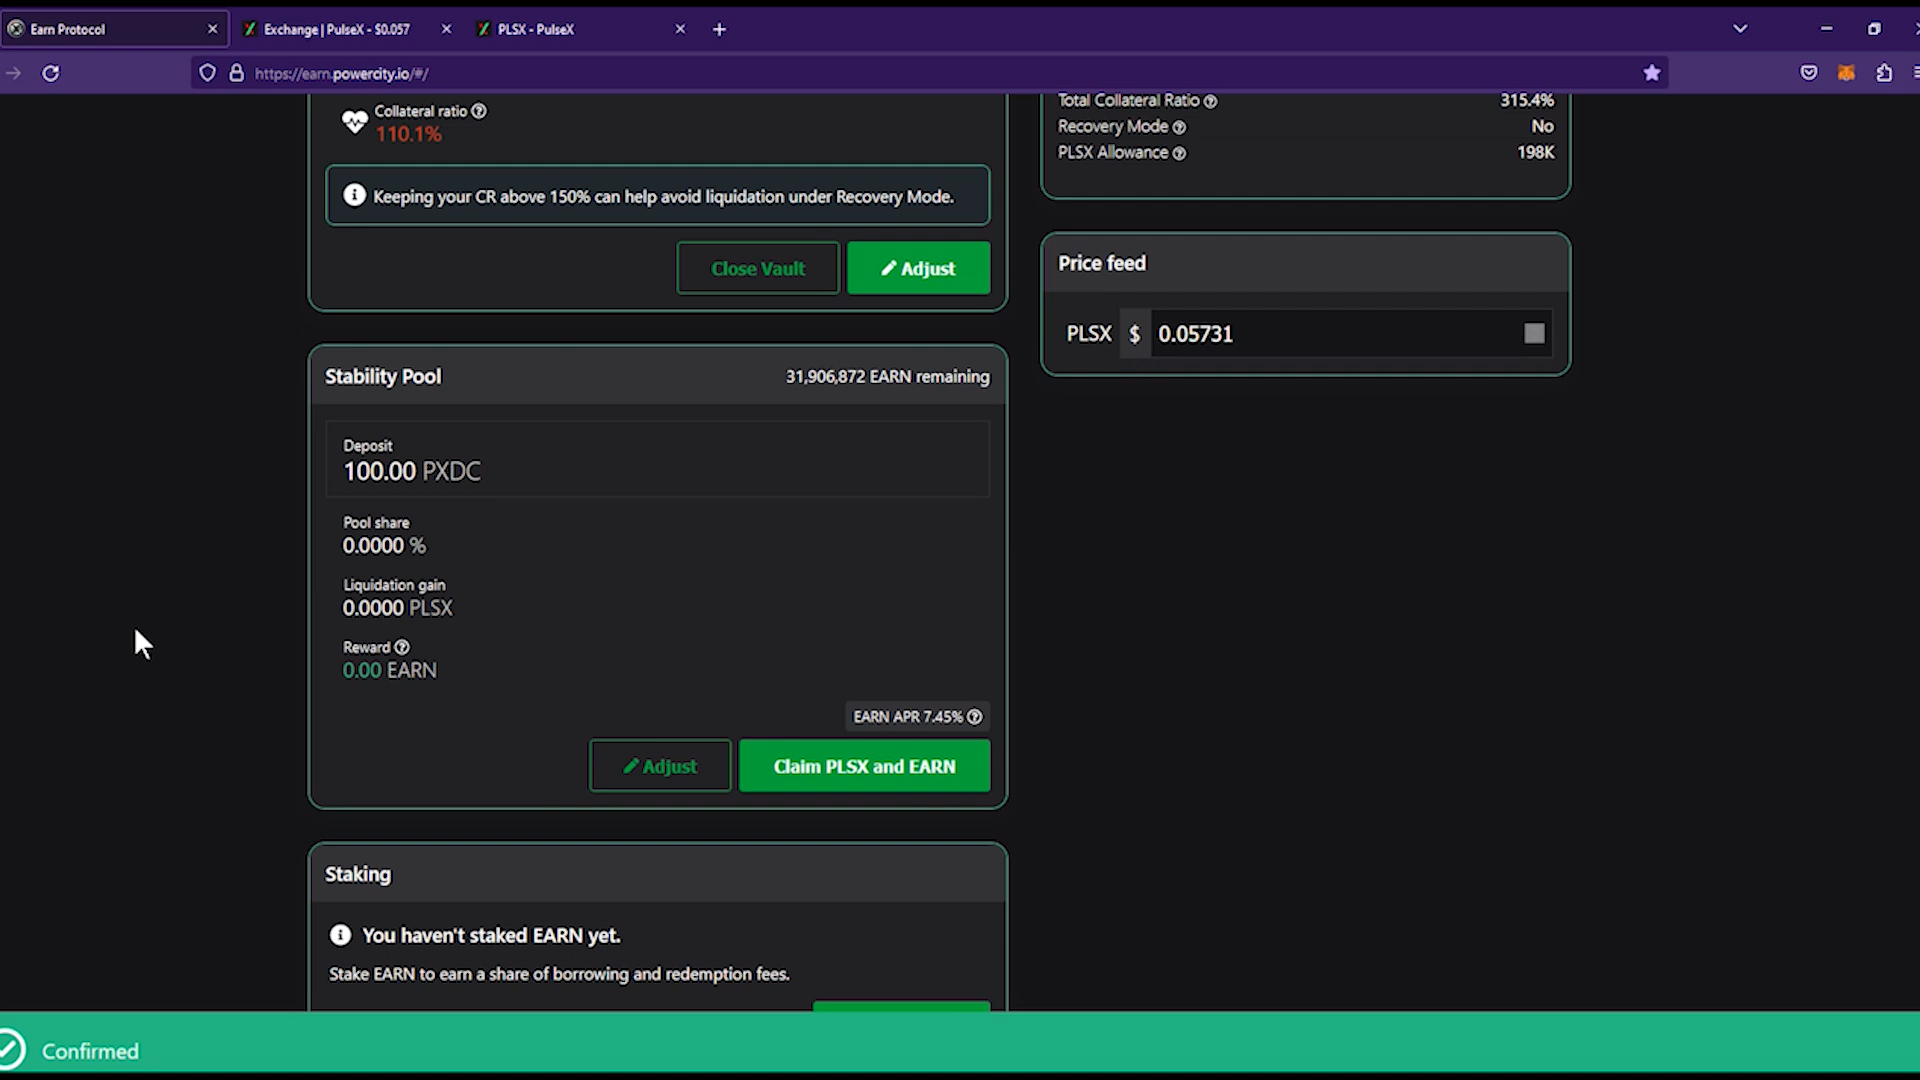 Earn Protocol
Exchange | PulseX - $0.057
PLSX - PulseX
https://earn.powercity.io/#/
Collateral ratio
110.1%
Keeping your CR above 150% can help avoid liquidation under Recovery Mode.
Close Vault
Adjust
Total Collateral Ratio 315.4%
Recovery Mode No
PLSX Allowance 198K
Price feed
PLSX $ 0.05731
Stability Pool 31,906,872 EARN remaining
Deposit
100.00 PXDC
Pool share
0.0000 %
Liquidation gain
0.0000 PLSX
Reward
0.00 EARN
EARN APR 7.45%
Adjust
Claim PLSX and EARN
Staking
You haven't staked EARN yet.
Stake EARN to earn a share of borrowing and redemption fees.
Confirmed